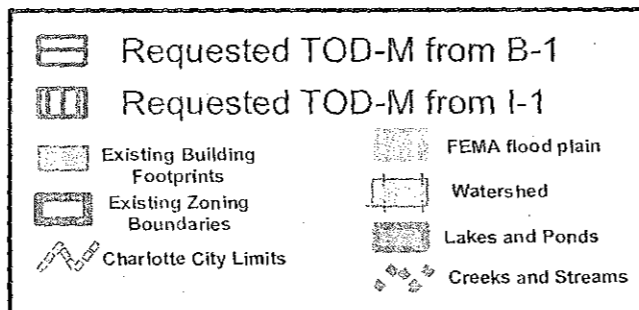 Requested TOD-M from B-1
Requested TOD-M from I-1
Existing Building
Footprints
Existing Zoning
Boundaries
Charlotte City Limits
FEMA flood plain
Watershed
Lakes and Ponds
Creeks and Streams